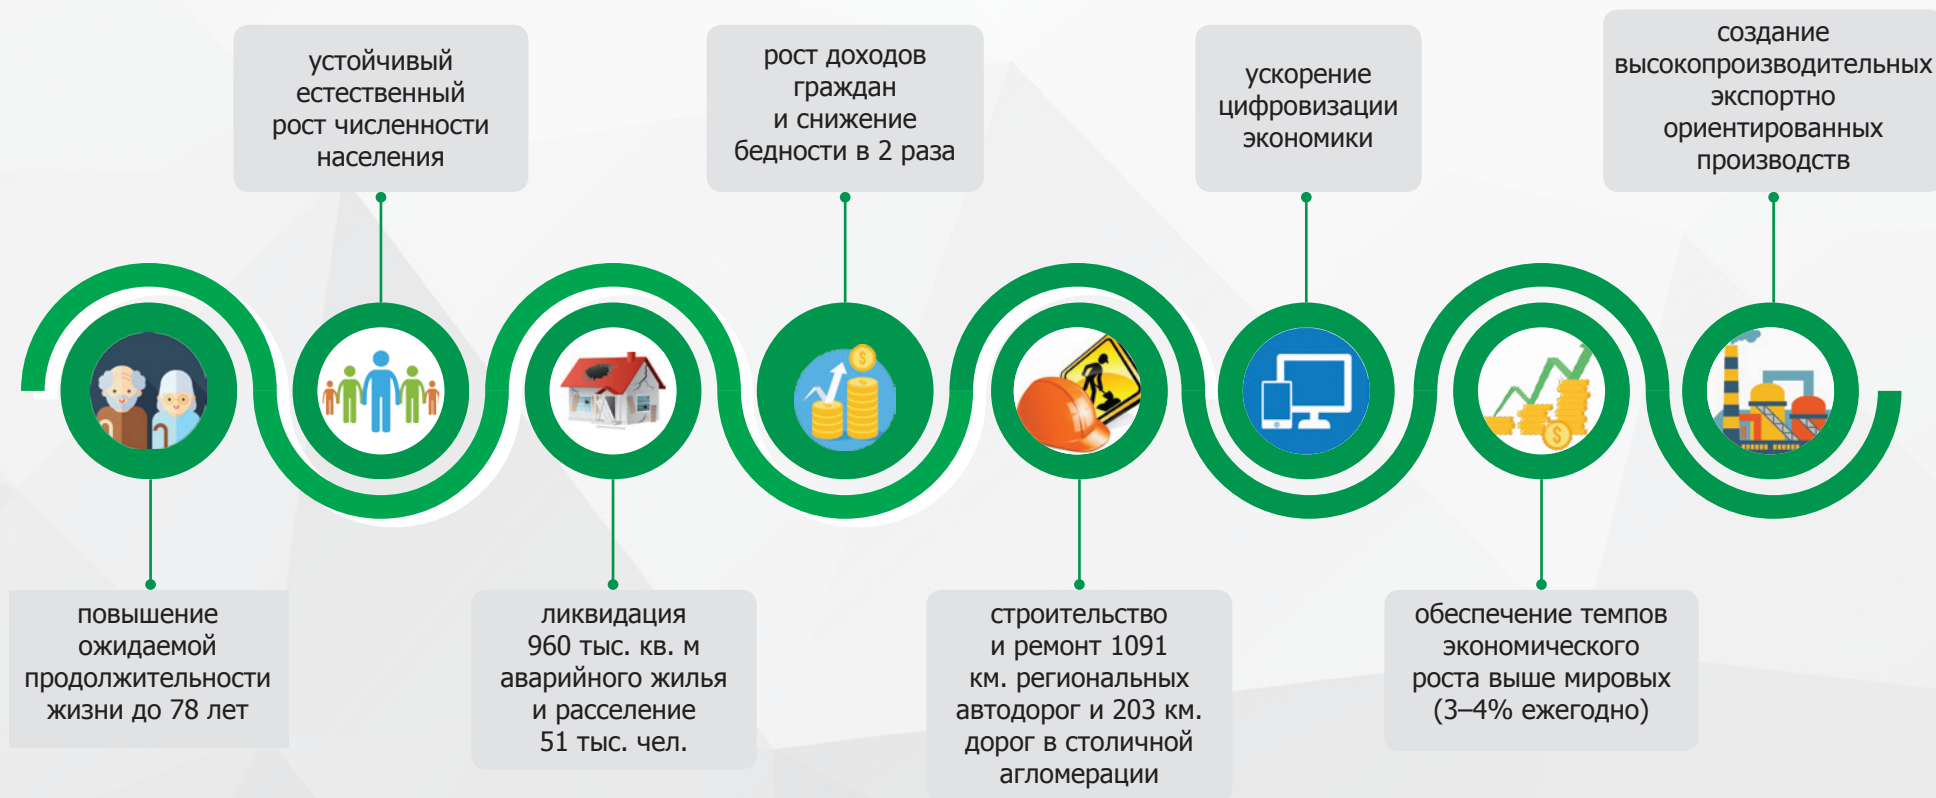 устойчивый
естественный
рост численности
населения
рост доходов
граждан
и снижение
бедности в 2 раза
ускорение
цифровизации
экономики
создание
высокопроизводительных
экспортно
ориентированных
производств
повышение
ожидаемой
продолжительности
жизни до 78 лет
ликвидация
960 тыс. кв. м
аварийного жилья
и расселение
51 тыс. чел.
строительство
и ремонт 1091
км. региональных
автодорог и 203 км.
дорог в столичной
агломерации
обеспечение темпов
экономического
роста выше мировых
(3–4% ежегодно)